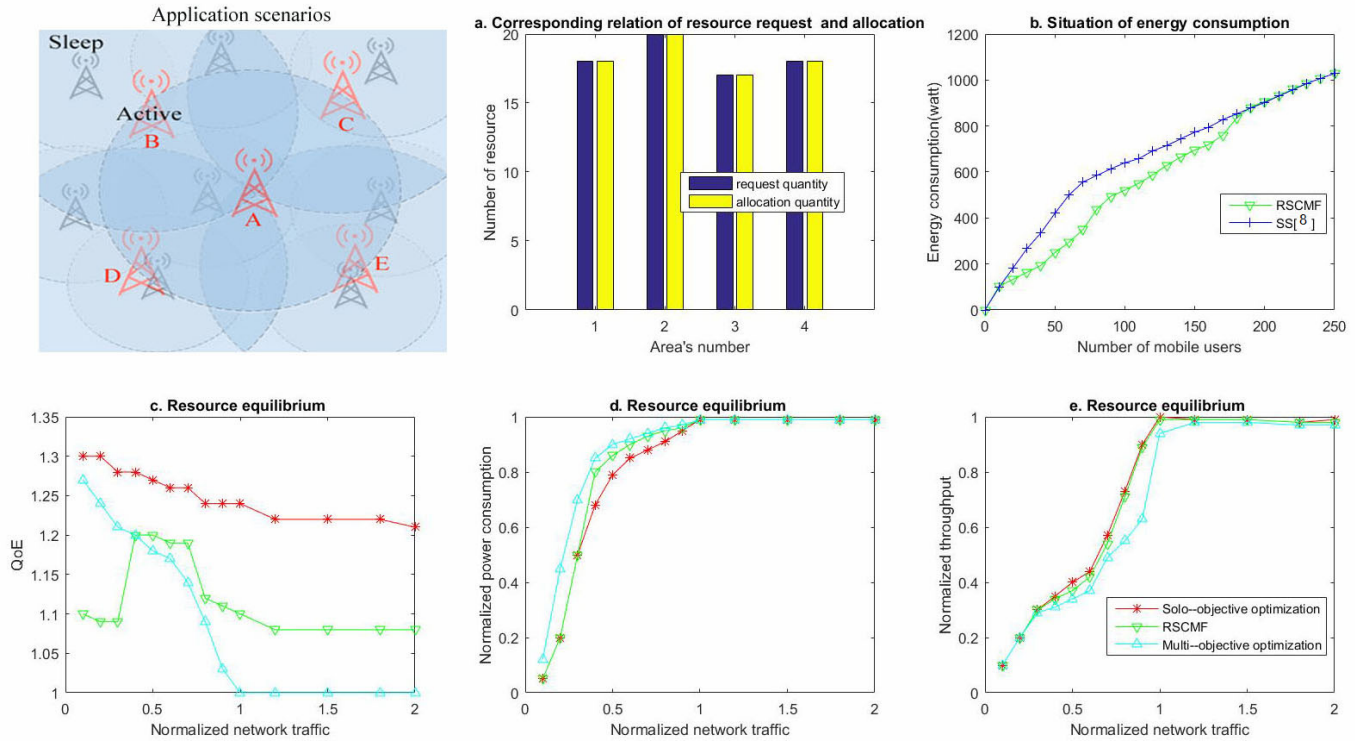 Application scenarios
Sleep
Active
B
C
A
D
E
a. Corresponding relation of resource request and allocation
20
15
10
5
0
Number of resource
request quantity
allocation quantity
1 2 3 4
Area's number
b. Situation of energy consumption
1200
1000
800
600
400
200
0
Energy consumption(watt)
RSCMF
SS[8]
0 50 100 150 200 250
Number of mobile users
c. Resource equilibrium
1.35
1.3
1.25
1.2
1.15
1.1
1.05
1
QoE
0 0.5 1 1.5 2
Normalized network traffic
d. Resource equilibrium
1
0.8
0.6
0.4
0.2
0
Normalized power consumption
0 0.5 1 1.5 2
Normalized network traffic
e. Resource equilibrium
1
0.8
0.6
0.4
0.2
0
Normalized throughput
Solo--objective optimization
RSCMF
Multi--objective optimization
0 0.5 1 1.5 2
Normalized network traffic